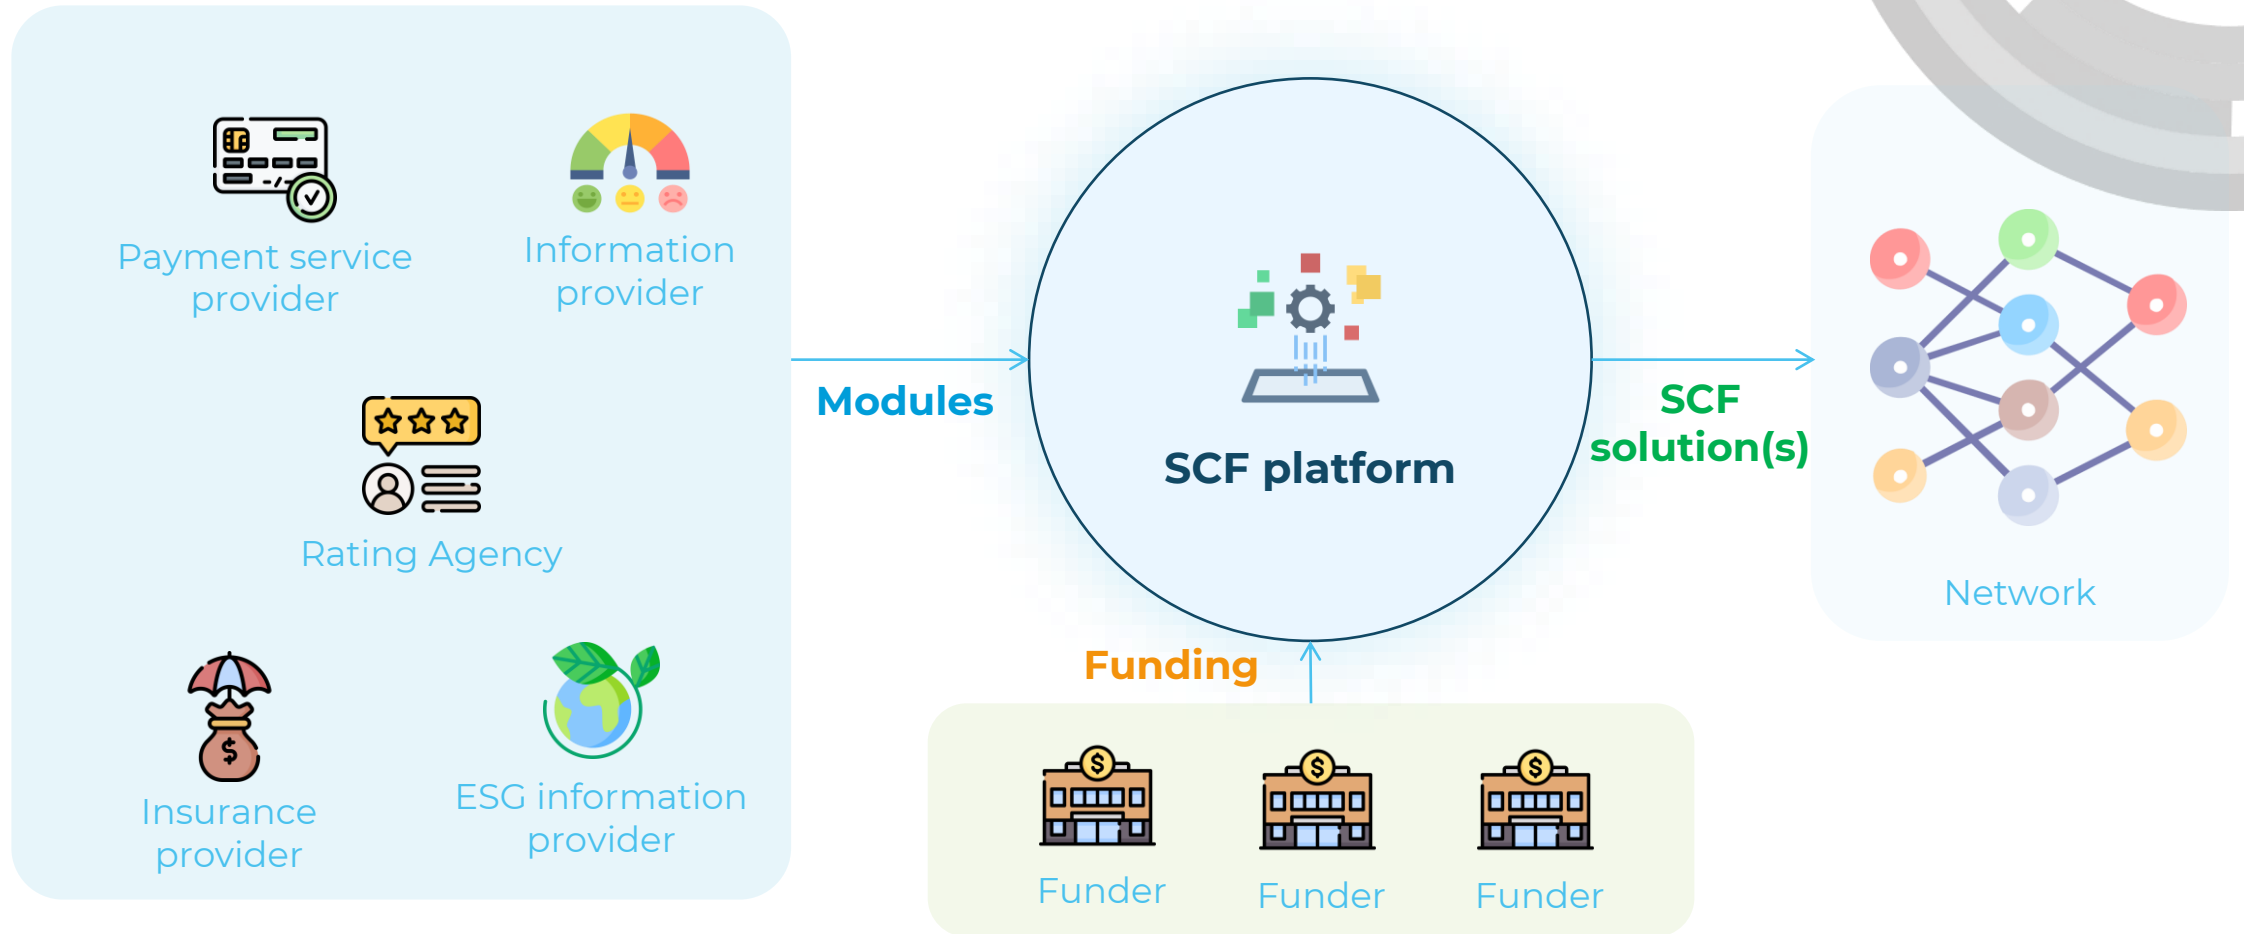 Payment service
provider
Information
provider
Rating Agency
Insurance
provider
ESG information
provider
Modules
SCF platform
SCF
solution(s)
Network
Funding
$
$
$
$
Funder
Funder
Funder